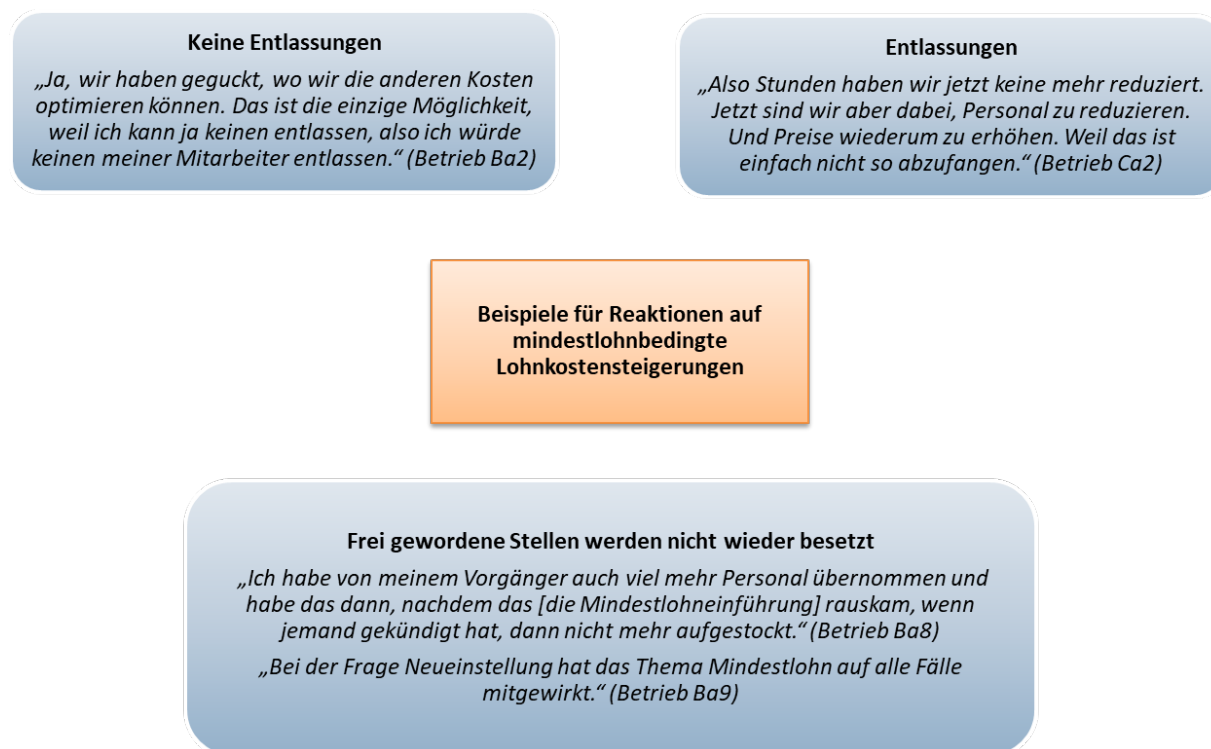 Keine Entlassungen
„Ja, wir haben geguckt, wo wir die anderen Kosten
optimieren können. Das ist die einzige Möglichkeit,
weil ich kann ja keinen entlassen, also ich würde
keinen meiner Mitarbeiter entlassen.“ (Betrieb Ba2)
Entlassungen
„Also Stunden haben wir jetzt keine mehr reduziert.
Jetzt sind wir aber dabei, Personal zu reduzieren.
Und Preise wiederum zu erhöhen. Weil das ist
einfach nicht so abzufangen.“ (Betrieb Ca2)
Beispiele für Reaktionen auf
mindestlohnbedingte
Lohnkostensteigerungen
Frei gewordene Stellen werden nicht wieder besetzt
„Ich habe von meinem Vorgänger auch viel mehr Personal übernommen und
habe das dann, nachdem das [die Mindestlohneinführung] rauskam, wenn
jemand gekündigt hat, dann nicht mehr aufgestockt.“ (Betrieb Ba8)
„Bei der Frage Neueinstellung hat das Thema Mindestlohn auf alle Fälle
mitgewirkt.“ (Betrieb Ba9)